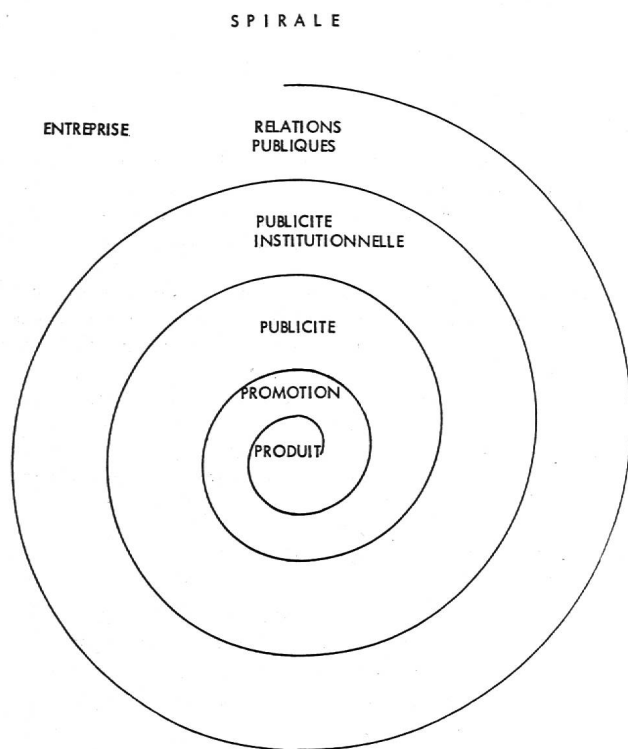 SPIRALE
ENTREPRISE
RELATIONS
PUBLIQUES
PUBLICITE
INSTITUTIONNELLE
PUBLICITE
PROMOTION
PRODUIT